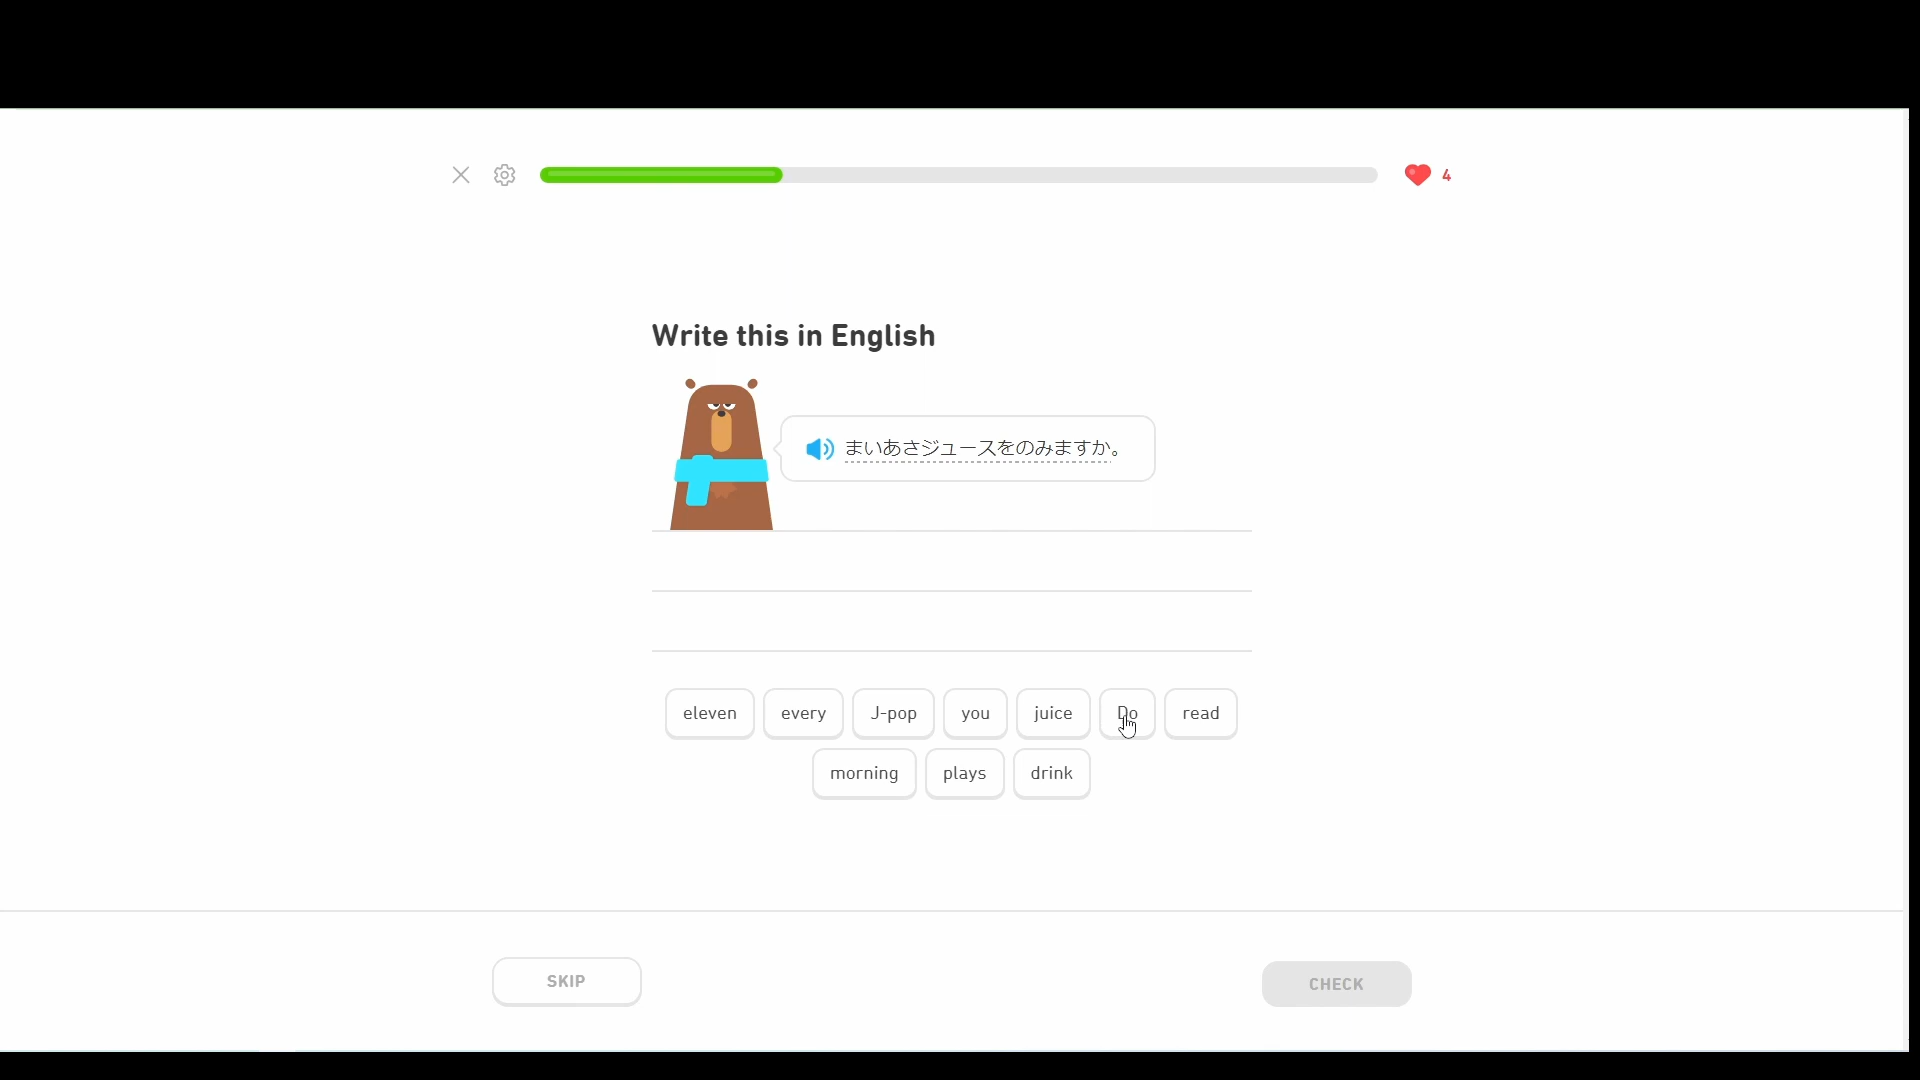 4
Write this in English
まいあさジュースをのみますか。
eleven every J-pop you juice Do read
morning plays drink
SKIP CHECK